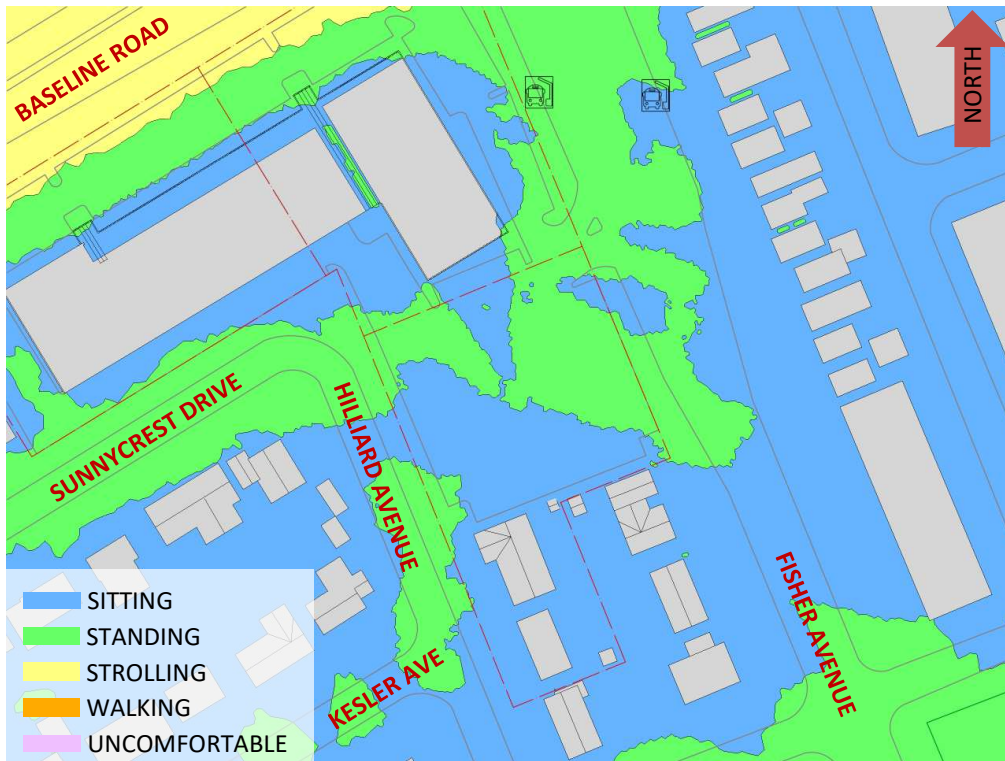 BASELINE ROAD
NORTH
SUNNYCREST DRIVE
HILLIARD AVENUE
FISHER AVENUE
KESLER AVE
SITTING
STANDING
STROLLING
WALKING
UNCOMFORTABLE